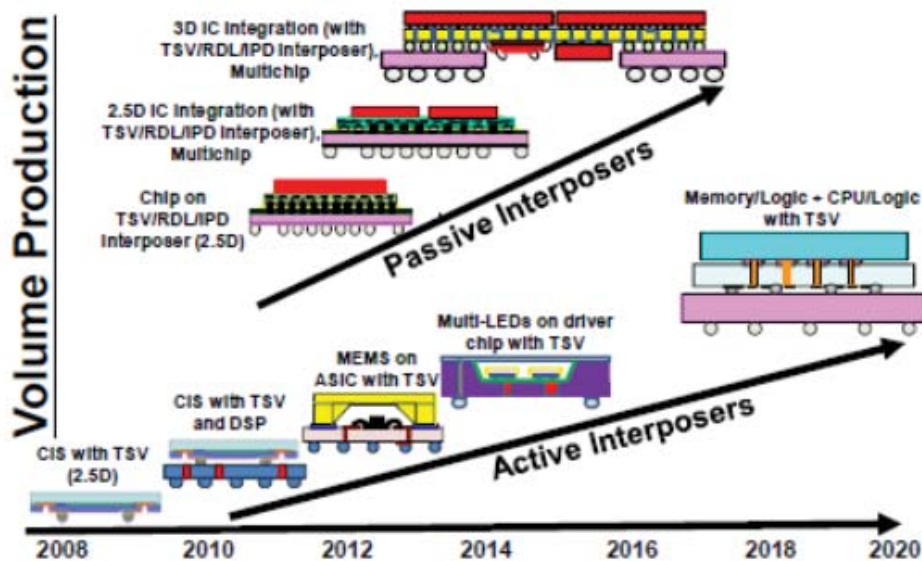 Volume Production
3D IC Integration (with
TSV/RDL/IPD Interposer),
Multichip
2.5D IC Integration (with
TSV/RDL/IPD Interposer),
Multichip
Chip on
TSV/RDL/IPD
Interposer (2.5D)
Passive Interposers
Memory/Logic + CPU/Logic
with TSV
Multi-LEDs on driver
chip with TSV
MEMS on
ASIC with TSV
CIS with TSV
and DSP
CIS with TSV
(2.5D)
Active Interposers
2008 2010 2012 2014 2016 2018 2020